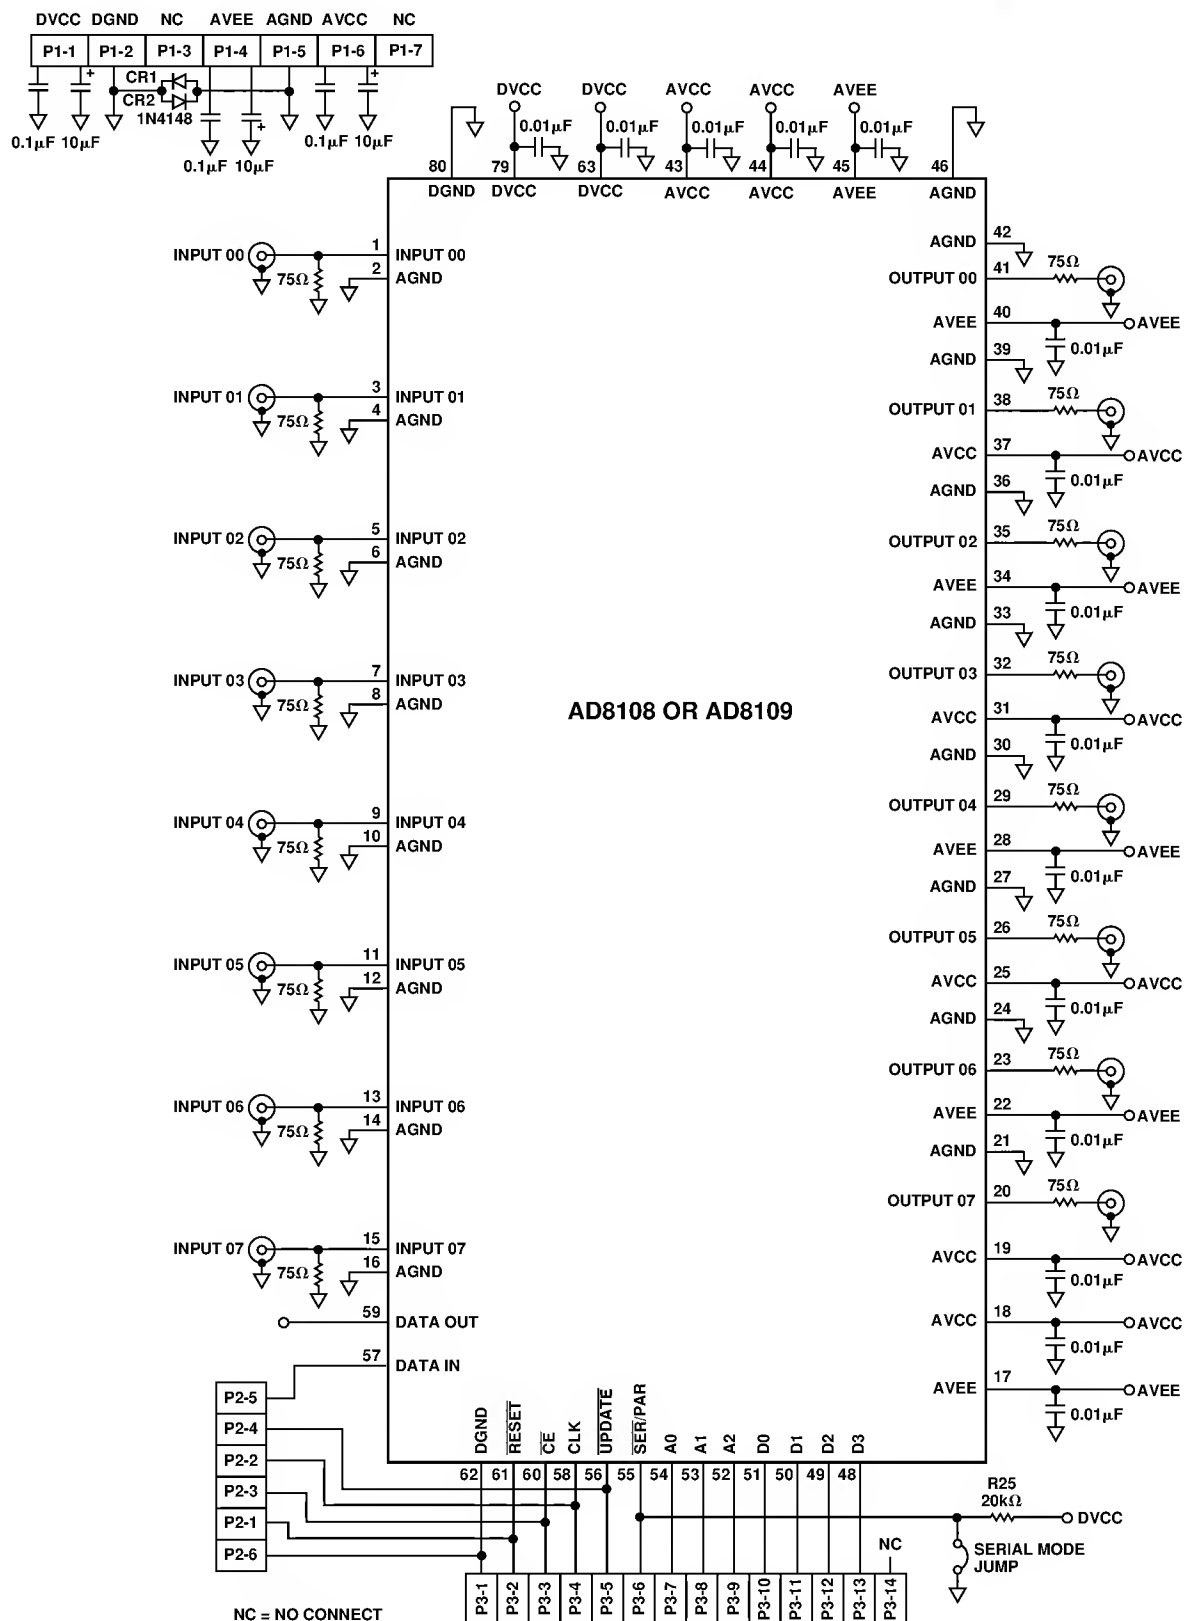 DVCC DGND NC AVEE AGND AVCC NC
P1-1 P1-2 P1-3 P1-4 P1-5 P1-6 P1-7
+ CR1 +
CR2
1N4148 +
0.1µF 10µF 0.1µF 10µF
0.1µF 10µF
DVCC DVCC AVCC AVCC AVEE
0.01µF 0.01µF 0.01µF 0.01µF 0.01µF
80 79 63 43 44 45 46
DGND DVCC DVCC AVCC AVCC AVEE AGND
INPUT 00 1 INPUT 00
75Ω 2 AGND
INPUT 01 3 INPUT 01
75Ω 4 AGND
INPUT 02 5 INPUT 02
75Ω 6 AGND
INPUT 03 7 INPUT 03
75Ω 8 AGND
INPUT 04 9 INPUT 04
75Ω 10 AGND
INPUT 05 11 INPUT 05
75Ω 12 AGND
INPUT 06 13 INPUT 06
75Ω 14 AGND
INPUT 07 15 INPUT 07
75Ω 16 AGND
59 DATA OUT
57 DATA IN
AD8108 OR AD8109
AGND 42
OUTPUT 00 41 75Ω
AVEE 40 AVEE
0.01µF
AGND 39
OUTPUT 01 38 75Ω
AVCC 37 AVCC
0.01µF
AGND 36
OUTPUT 02 35 75Ω
AVEE 34 AVEE
0.01µF
AGND 33
OUTPUT 03 32 75Ω
AVCC 31 AVCC
0.01µF
AGND 30
OUTPUT 04 29 75Ω
AVEE 28 AVEE
0.01µF
AGND 27
OUTPUT 05 26 75Ω
AVCC 25 AVCC
0.01µF
AGND 24
OUTPUT 06 23 75Ω
AVEE 22 AVEE
0.01µF
AGND 21
OUTPUT 07 20 75Ω
AVCC 19 AVCC
0.01µF
AVCC 18 AVCC
0.01µF
AVEE 17 AVEE
0.01µF
P2-5
P2-4
P2-2
P2-3
P2-1
P2-6
DGND RESET CE CLK UPDATE SER/PAR A0 A1 A2 D0 D1 D2 D3
62 61 60 58 56 55 54 53 52 51 50 49 48
R25
20kΩ
DVCC
SERIAL MODE
JUMP
NC
P3-1 P3-2 P3-3 P3-4 P3-5 P3-6 P3-7 P3-8 P3-9 P3-10 P3-11 P3-12 P3-13 P3-14
NC = NO CONNECT